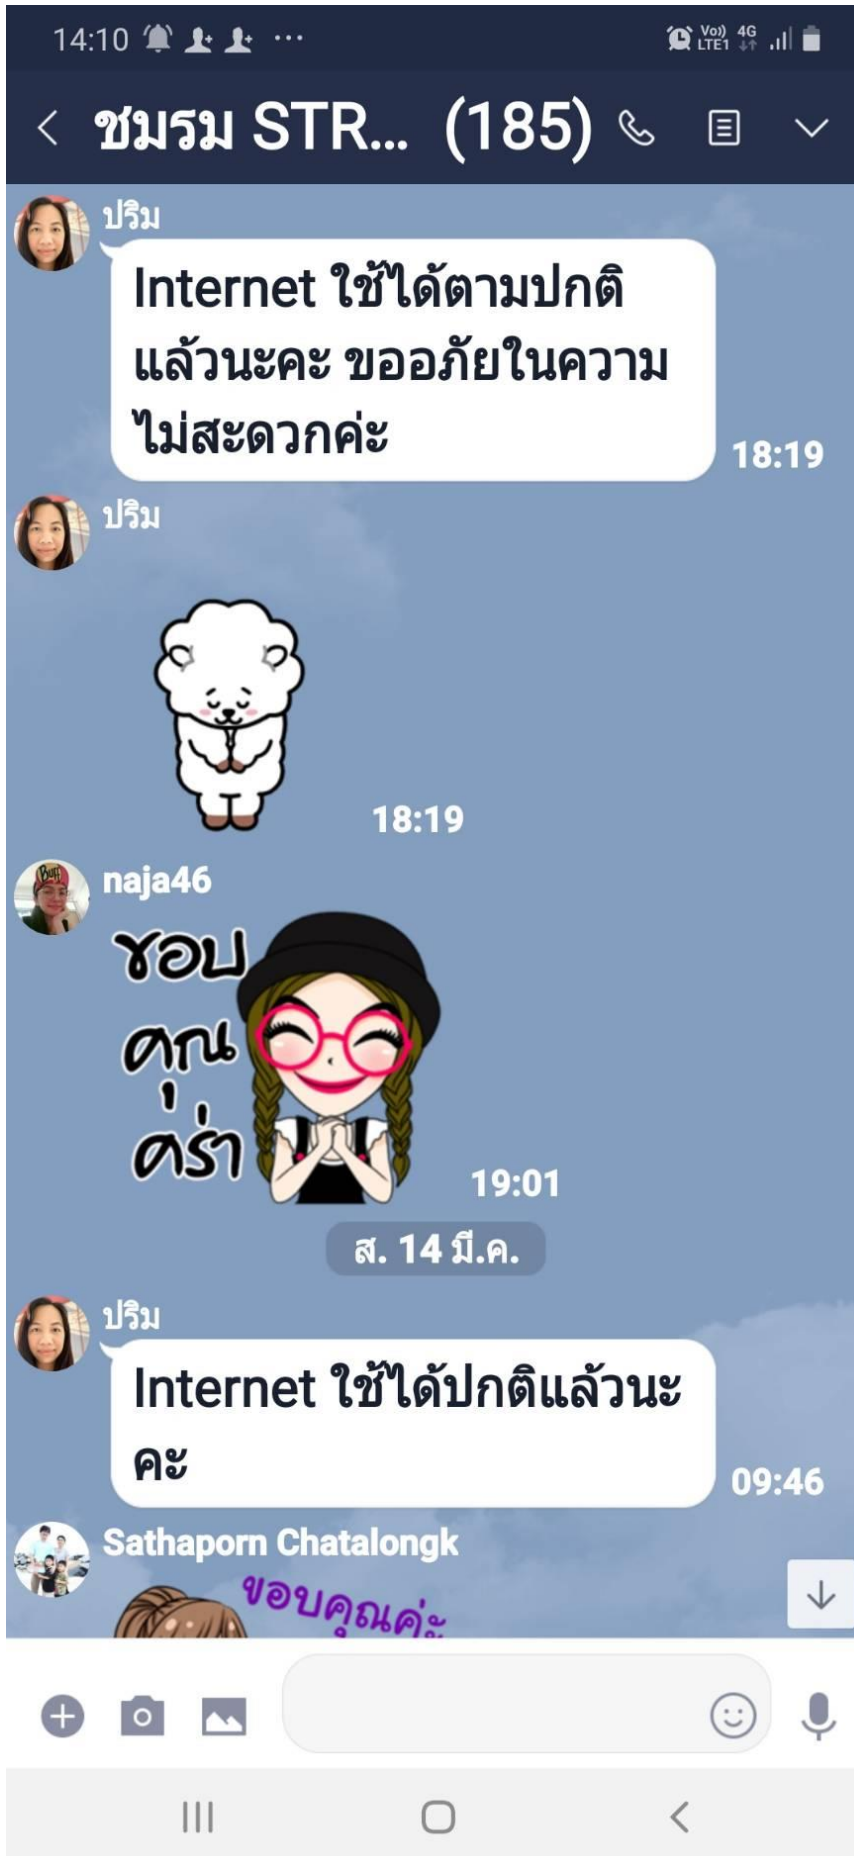 14:10
Vo)) 4G
LTE1
ชมรม STR... (185)
ปริม
Internet ใช้ได้ตามปกติ
แล้วนะคะ ขออภัยในความ
ไม่สะดวกค่ะ
18:19
ปริม
18:19
naja46
Buff
ขอบ
คุณ
คร่า
19:01
ส. 14 มี.ค.
ปริม
Internet ใช้ได้ปกติแล้วนะ
คะ
09:46
Sathaporn Chatalongk
ขอบคุณค่ะ